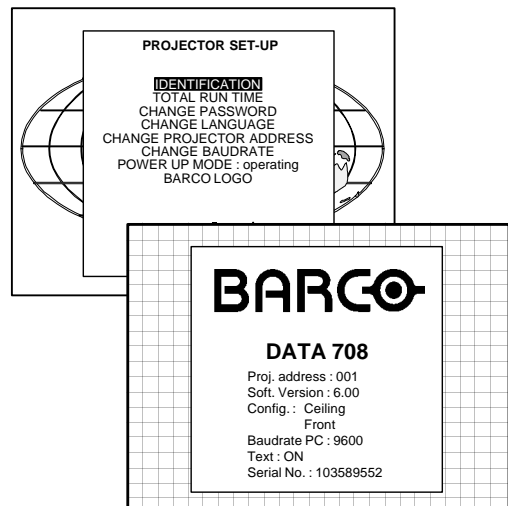 PROJECTOR SET-UP
IDENTIFICATION
TOTAL RUN TIME
CHANGE PASSWORD
CHANGE LANGUAGE
CHANGE PROJECTOR ADDRESS
CHANGE BAUDRATE
POWER UP MODE : operating
BARCO LOGO
BARCO
DATA 708
Proj. address : 001
Soft. Version : 6.00
Config. : Ceiling
Front
Baudrate PC : 9600
Text : ON
Serial No. : 103589552